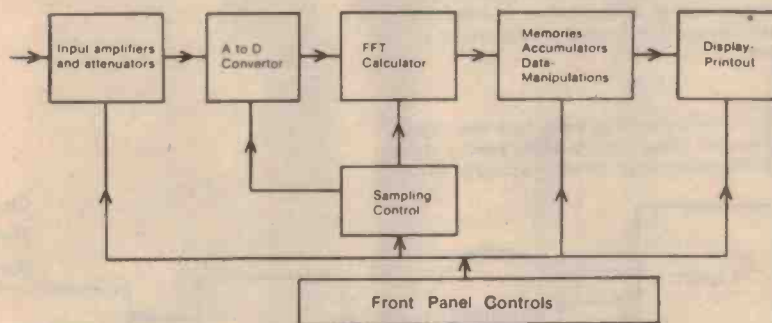 Input amplifiers
and attenuators
A to D
Convertor
FFT
Calculator
Memories
Accumulators
Data-
Manipulations
Display-
Printout
Sampling
Control
Front Panel Controls